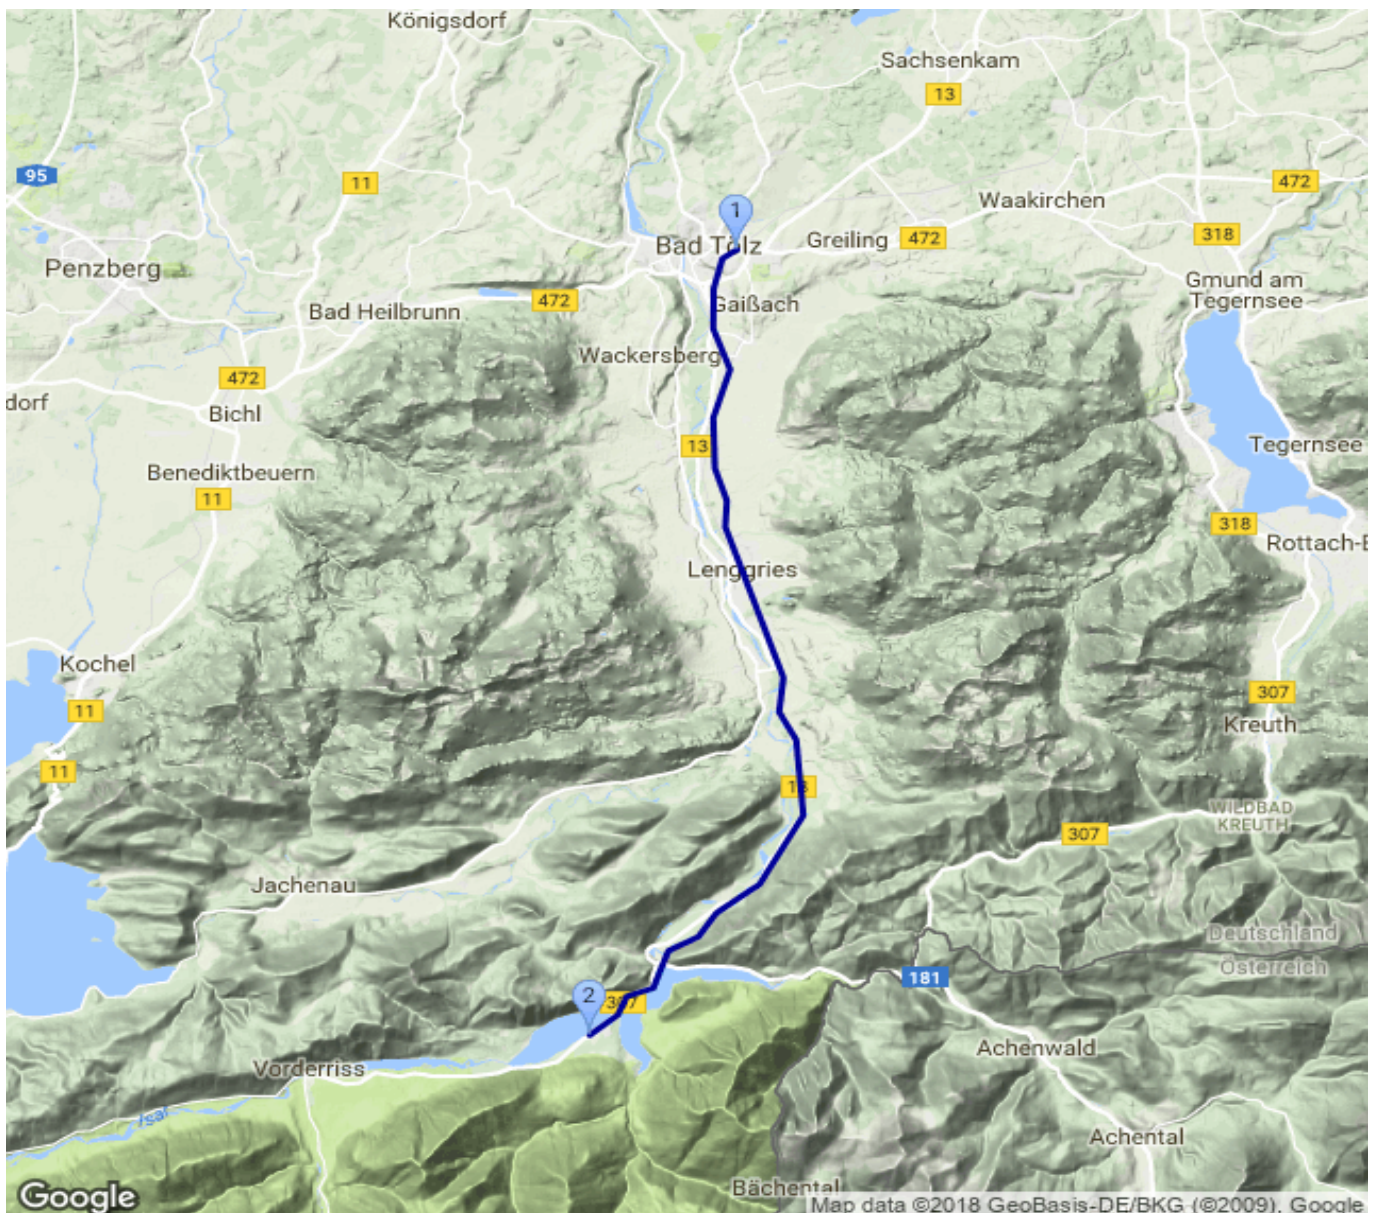 Königsdorf
Sachsenkam
13
95
11
472
Waakirchen
1
318
Bad Tölz
Greiling
472
Penzberg
Gmund am
Tegernsee
472
Gaißach
Bad Heilbrunn
Wackersberg
472
dorf
Bichl
13
Tegernsee
Benediktbeuern
11
318
Rottach-E
Lenggries
Kochel
307
11
Kreuth
11
13
WILDBAD
KREUTH
307
Jachenau
Deutschland
Österreich
181
2
307
Achenwald
Vorderriss
Isar
Achental
Bächental
Google
Map data ©2018 GeoBasis-DE/BKG (©2009), Google